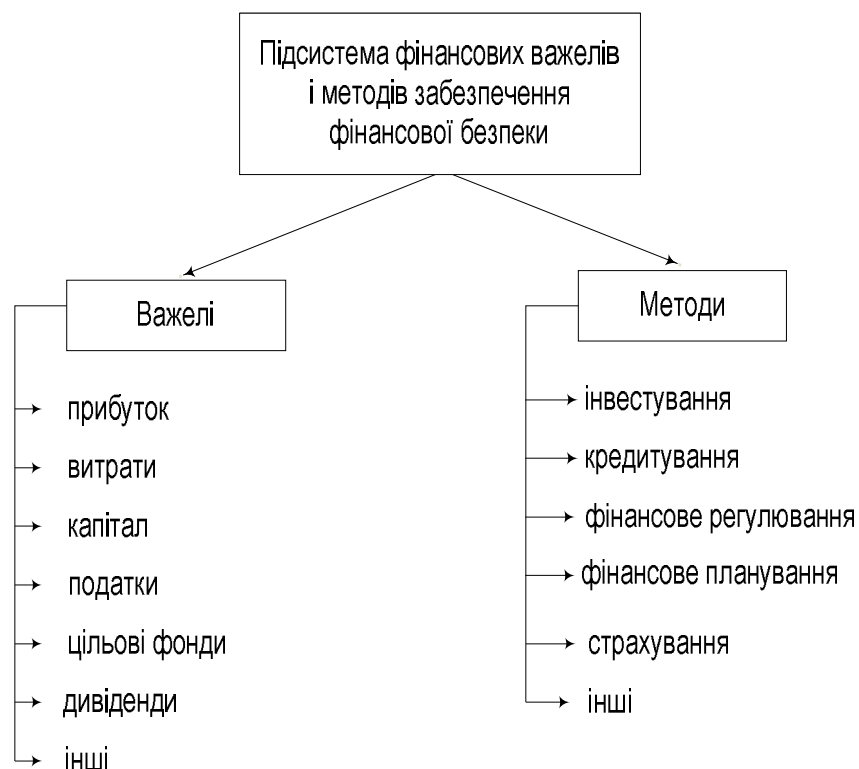 Підсистема фінансових важелів
і методів забезпечення
фінансової безпеки
Важелі
прибуток
витрати
капітал
податки
цільові фонди
дивіденди
інші
Методи
інвестування
кредитування
фінансове регулювання
фінансове планування
страхування
інші